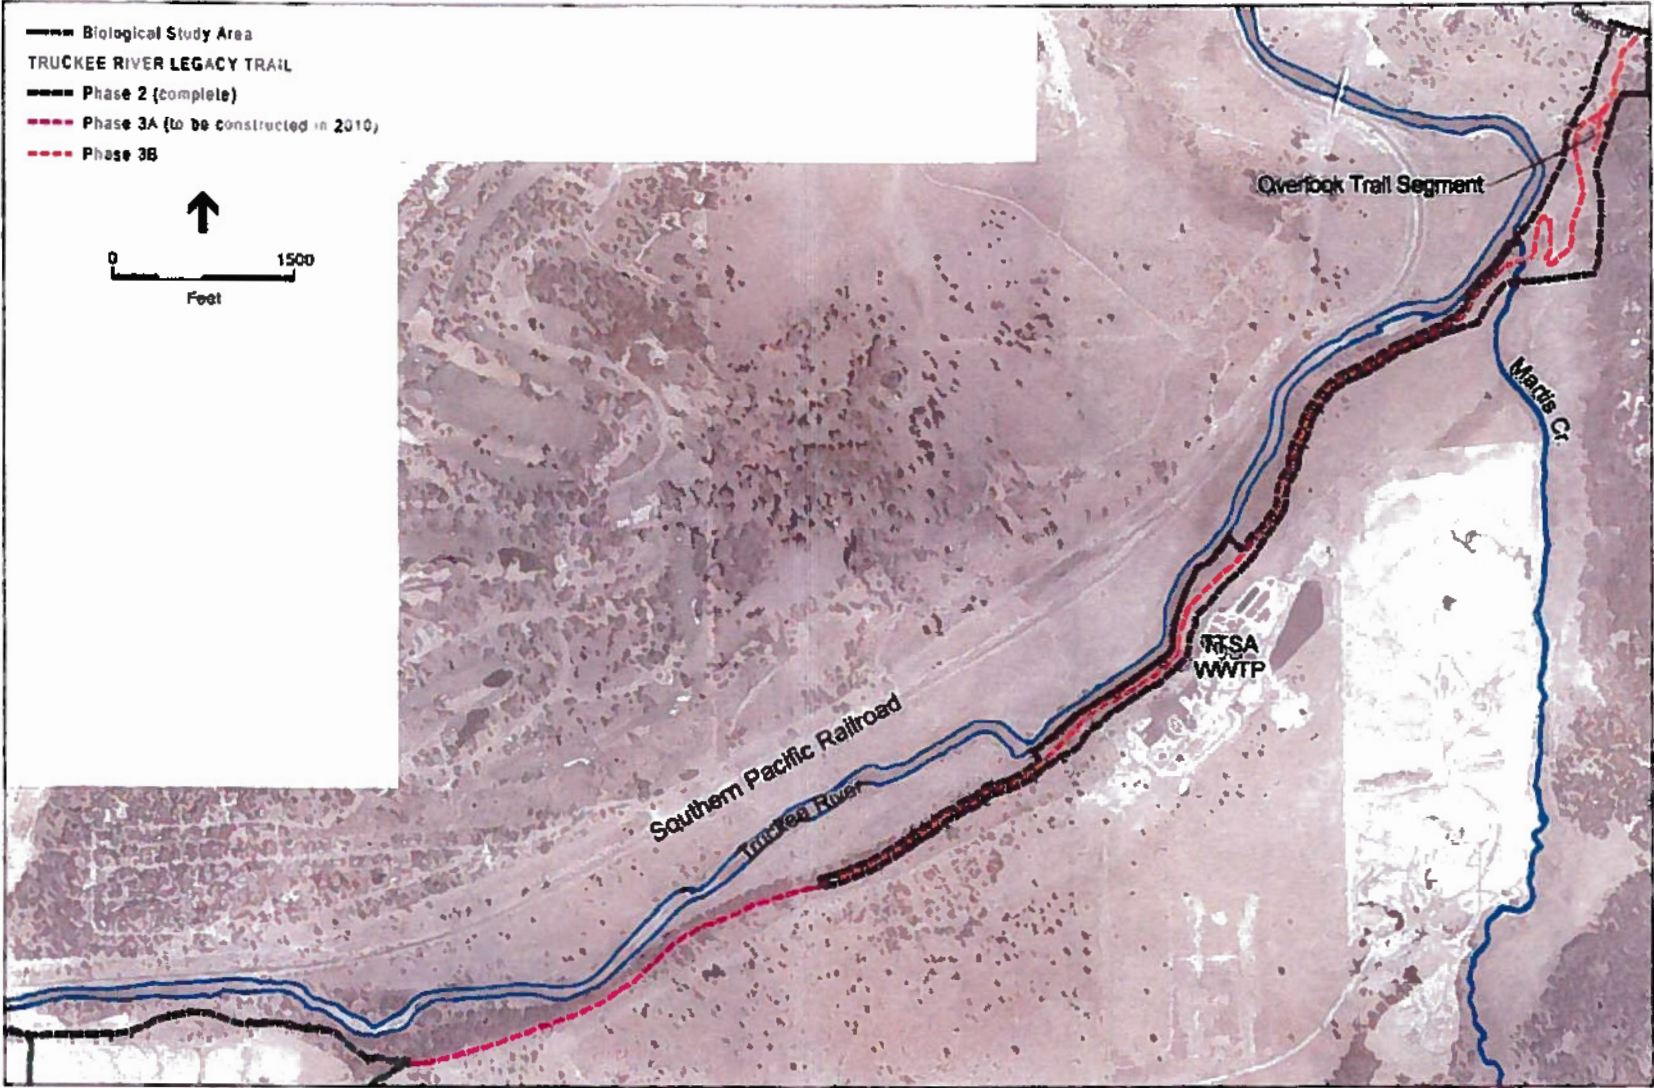 Biological Study Area
TRUCKEE RIVER LEGACY TRAIL
Phase 2 (complete)
Phase 3A (to be constructed in 2010)
Phase 3B
0 1500
Feet
Overlook Trail Segment
Martis Cr.
TTSA
WWTP
Southern Pacific Railroad
Truckee River